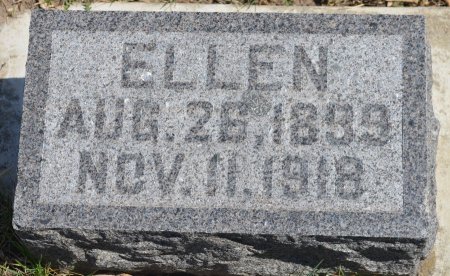 ELLEN
AUG. 26, 1899
NOV. 11. 1918